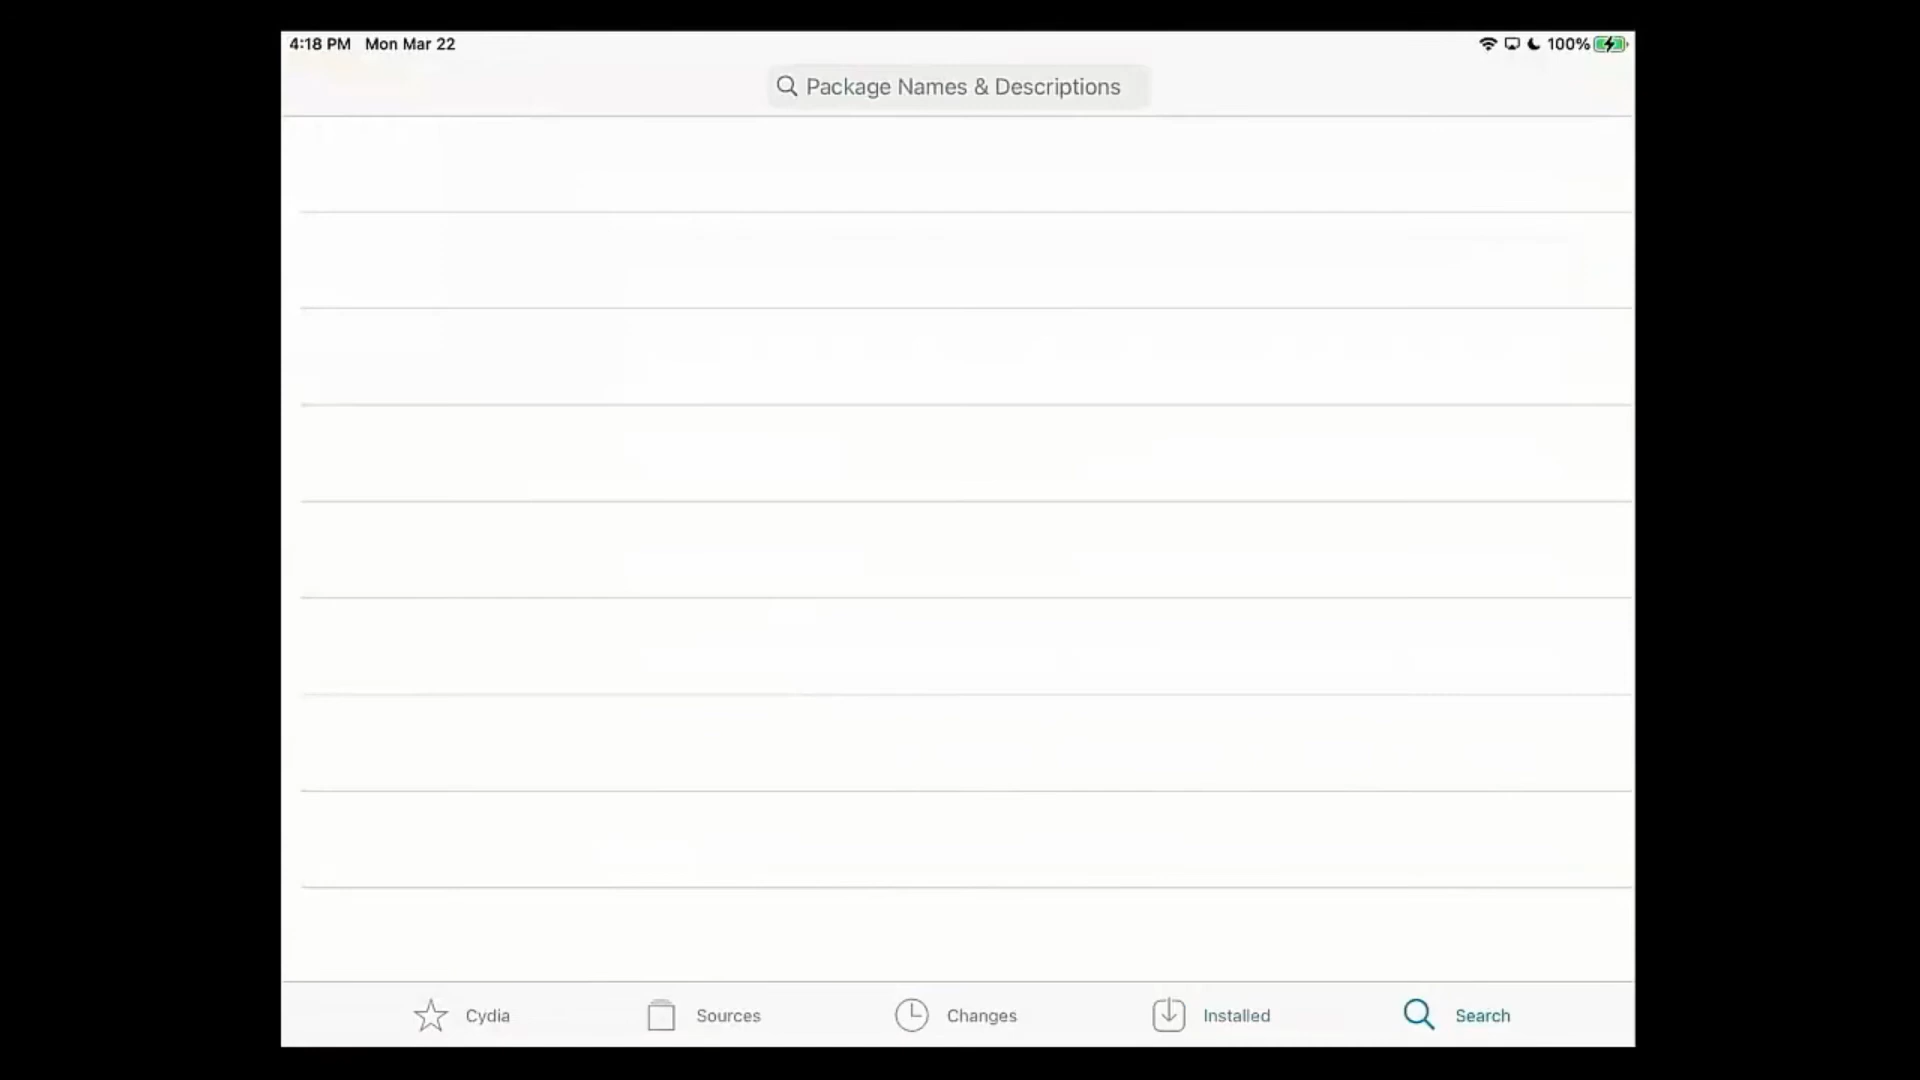 4:18 PM Mon Mar 22 100%
Package Names & Descriptions
Cydia Sources Changes Installed Search